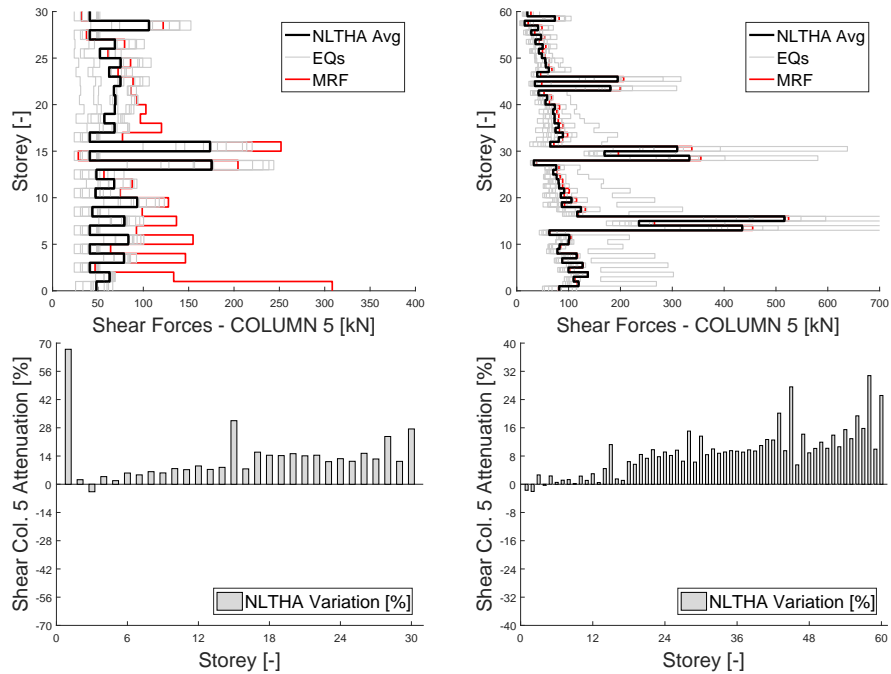 30
25
20
15
10
5
0
Storey [-]
NLTHA Avg
EQs
MRF
0 50 100 150 200 250 300 350 400
Shear Forces - COLUMN 5 [kN]
60
50
40
30
20
10
0
Storey [-]
NLTHA Avg
EQs
MRF
0 100 200 300 400 500 600 700
Shear Forces - COLUMN 5 [kN]
70
56
42
28
14
0
-14
-28
-42
-56
-70
Shear Col. 5 Attenuation [%]
NLTHA Variation [%]
0 6 12 18 24 30
Storey [-]
40
32
24
16
8
0
-8
-16
-24
-32
-40
Shear Col. 5 Attenuation [%]
NLTHA Variation [%]
0 12 24 36 48 60
Storey [-]